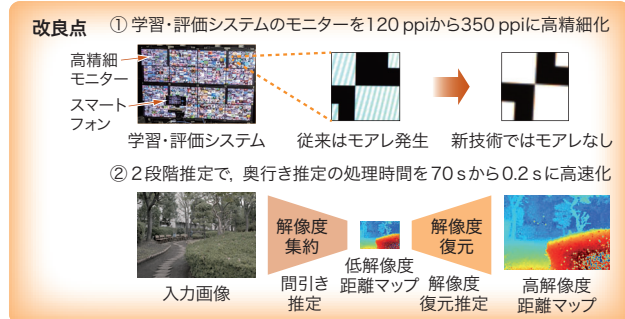 改良点
① 学習・評価システムのモニターを120 ppiから350 ppiに高精細化
高精細
モニター
スマート
フォン
学習・評価システム
従来はモアレ発生
新技術ではモアレなし
② 2段階推定で, 奥行き推定の処理時間を70 sから0.2 sに高速化
入力画像
解像度
集約
間引き
推定
低解像度
距離マップ
解像度
復元
解像度
復元推定
高解像度
距離マップ